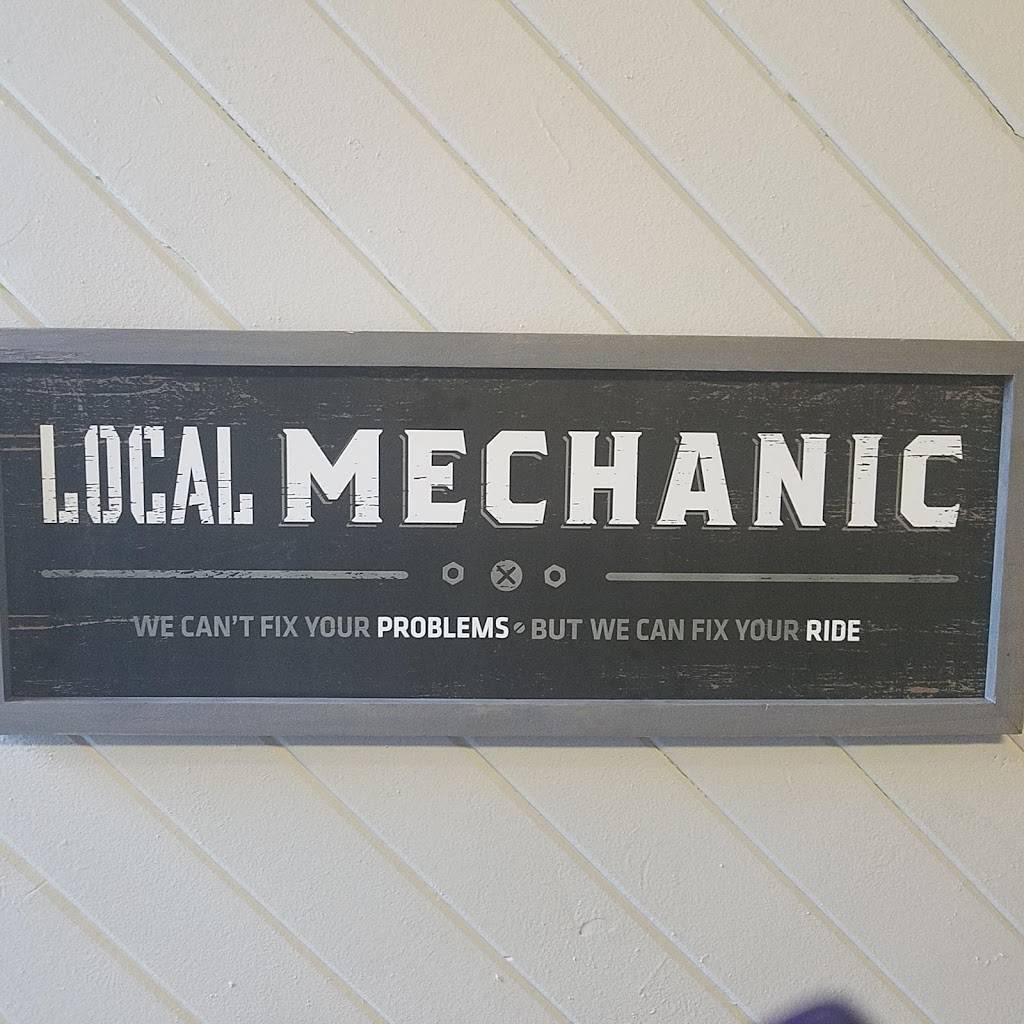 LOCAL MECHANIC
WE CAN'T FIX YOUR PROBLEMS • BUT WE CAN FIX YOUR RIDE